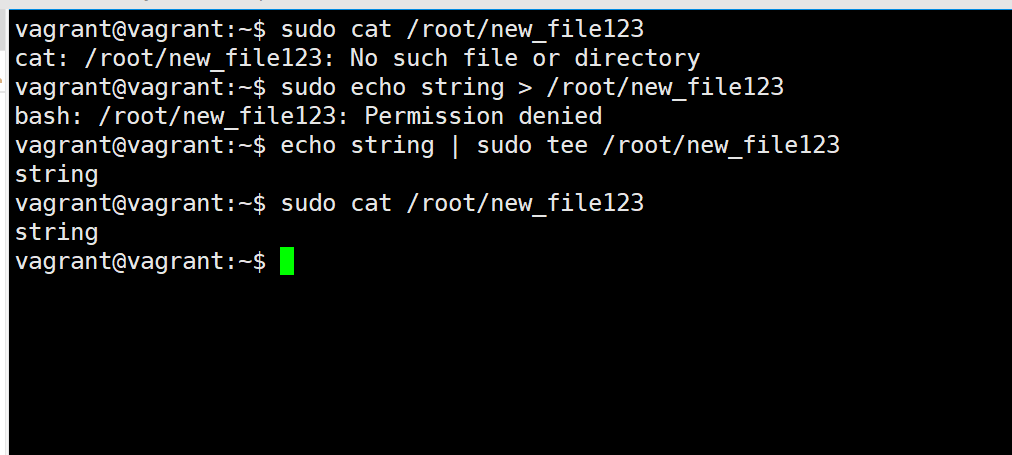 vagrant@vagrant:~$ sudo cat /root/new_file123
cat: /root/new_file123: No such file or directory
vagrant@vagrant:~$ sudo echo string > /root/new_file123
bash: /root/new_file123: Permission denied
vagrant@vagrant:~$ echo string | sudo tee /root/new_file123
string
vagrant@vagrant:~$ sudo cat /root/new_file123
string
vagrant@vagrant:~$